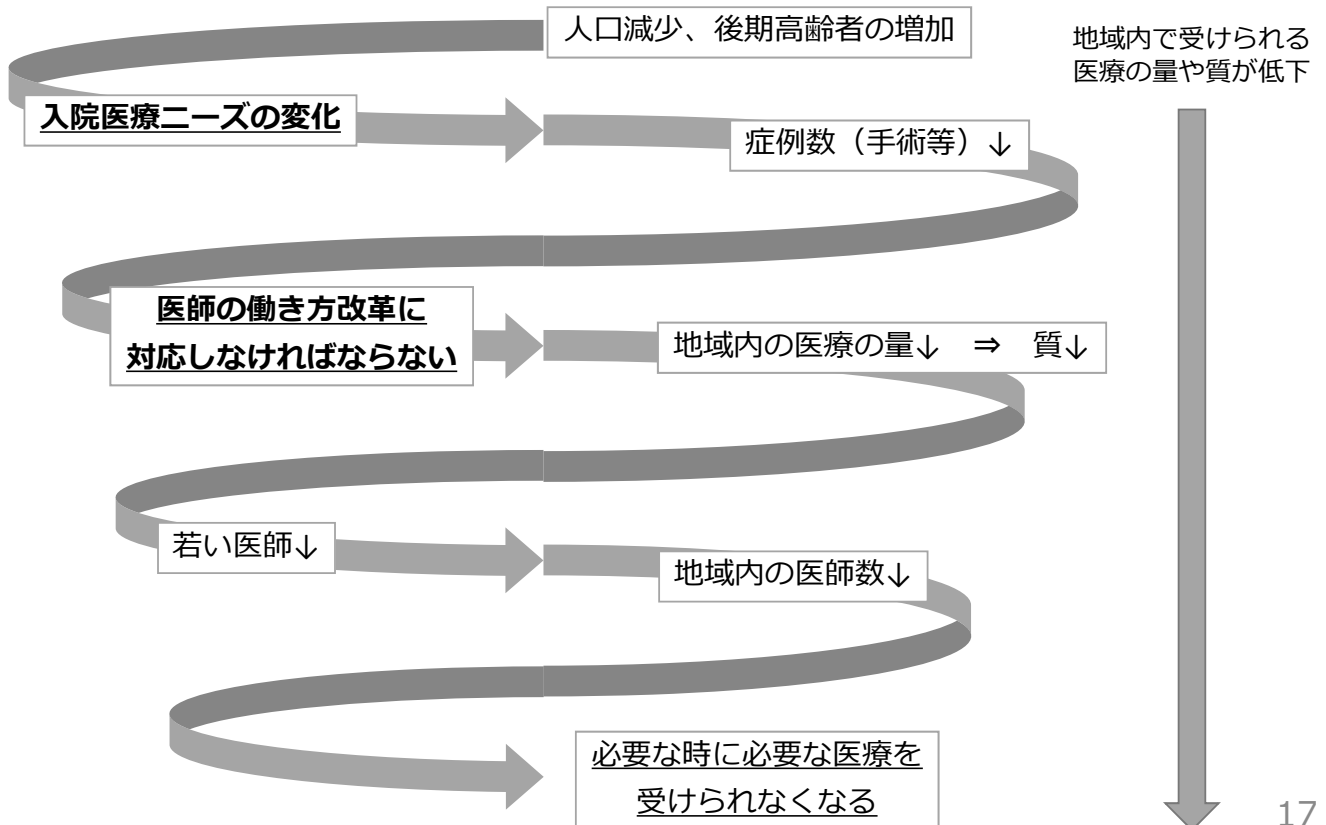 人口減少、後期高齢者の増加
地域内で受けられる
医療の量や質が低下
入院医療ニーズの変化
症例数（手術等）↓
医師の働き方改革に
対応しなければならない
地域内の医療の量↓　⇒　質↓
若い医師↓
地域内の医師数↓
必要な時に必要な医療を
受けられなくなる
17